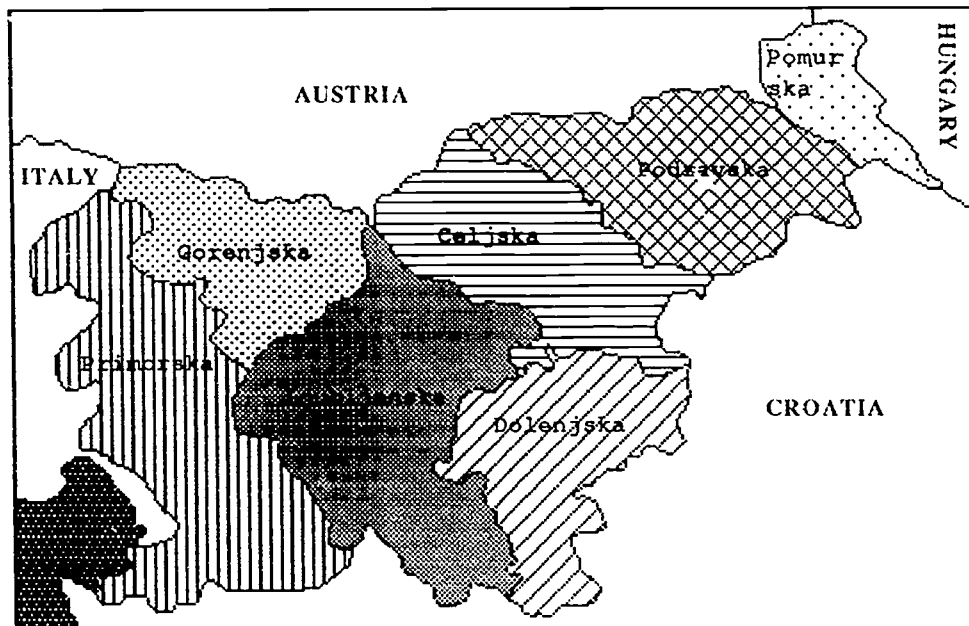 Pomur
ska
HUNGARY
AUSTRIA
ITALY
Podravska
Celjska
Gorenjska
Primorska
CROATIA
Dolenjska